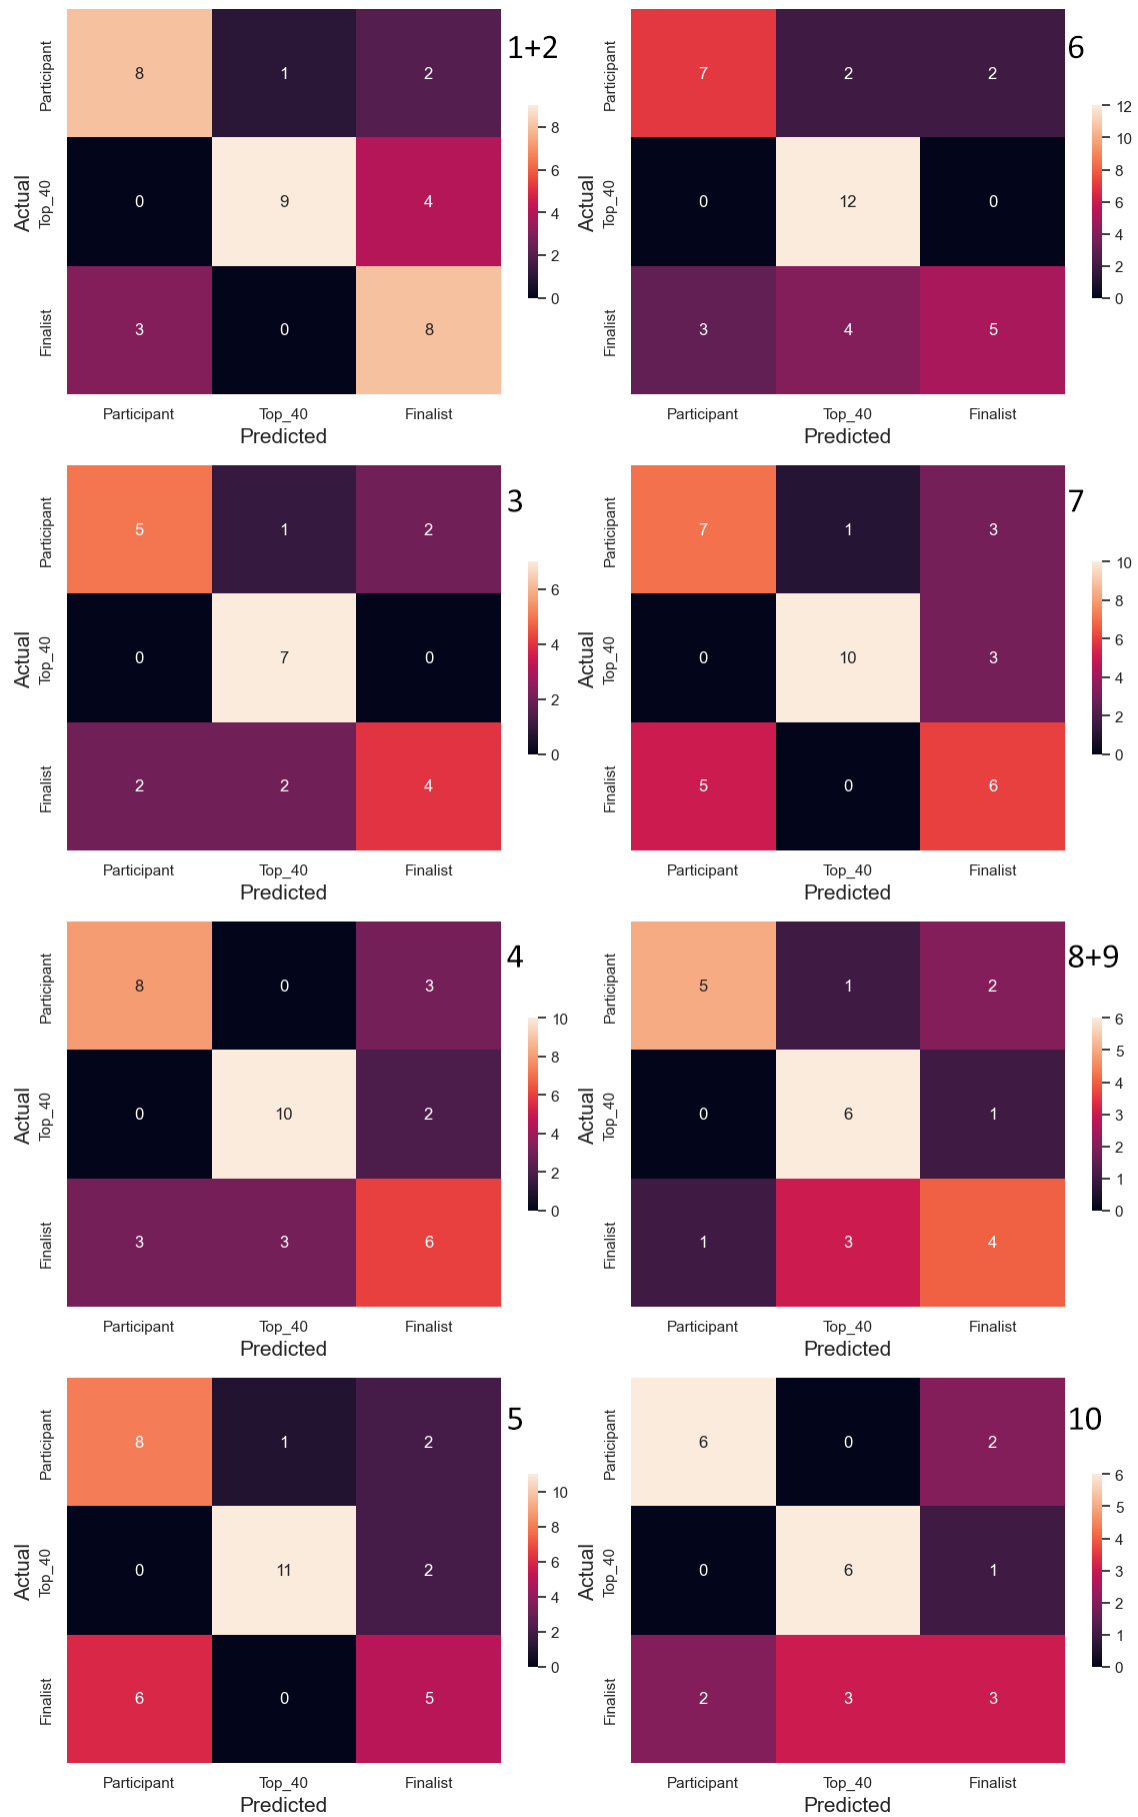 1+2
Participant 8 1 2
Actual
Top_40 0 9 4
Finalist 3 0 8
8
6
4
2
0
Participant Top_40 Finalist
Predicted
6
Participant 7 2 2
Actual
Top_40 0 12 0
Finalist 3 4 5
12
10
8
6
4
2
0
Participant Top_40 Finalist
Predicted
3
Participant 5 1 2
Actual
Top_40 0 7 0
Finalist 2 2 4
6
4
2
0
Participant Top_40 Finalist
Predicted
7
Participant 7 1 3
Actual
Top_40 0 10 3
Finalist 5 0 6
10
8
6
4
2
0
Participant Top_40 Finalist
Predicted
4
Participant 8 0 3
Actual
Top_40 0 10 2
Finalist 3 3 6
10
8
6
4
2
0
Participant Top_40 Finalist
Predicted
8+9
Participant 5 1 2
Actual
Top_40 0 6 1
Finalist 1 3 4
6
5
4
3
2
1
0
Participant Top_40 Finalist
Predicted
5
Participant 8 1 2
Actual
Top_40 0 11 2
Finalist 6 0 5
10
8
6
4
2
0
Participant Top_40 Finalist
Predicted
10
Participant 6 0 2
Actual
Top_40 0 6 1
Finalist 2 3 3
6
5
4
3
2
1
0
Participant Top_40 Finalist
Predicted